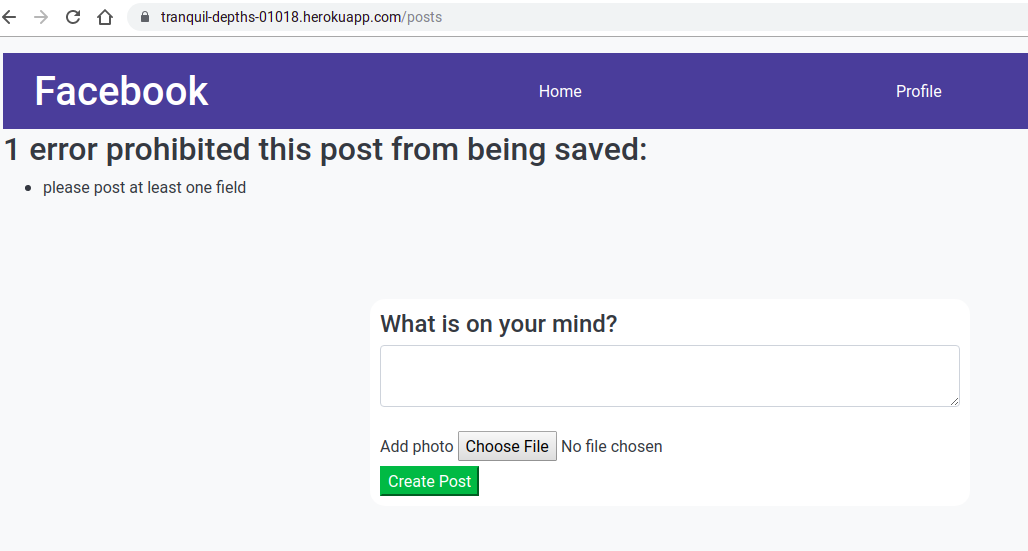 tranquil-depths-01018.herokuapp.com/posts
Facebook Home Profile
1 error prohibited this post from being saved:
please post at least one field
What is on your mind?
Add photo Choose File No file chosen
Create Post